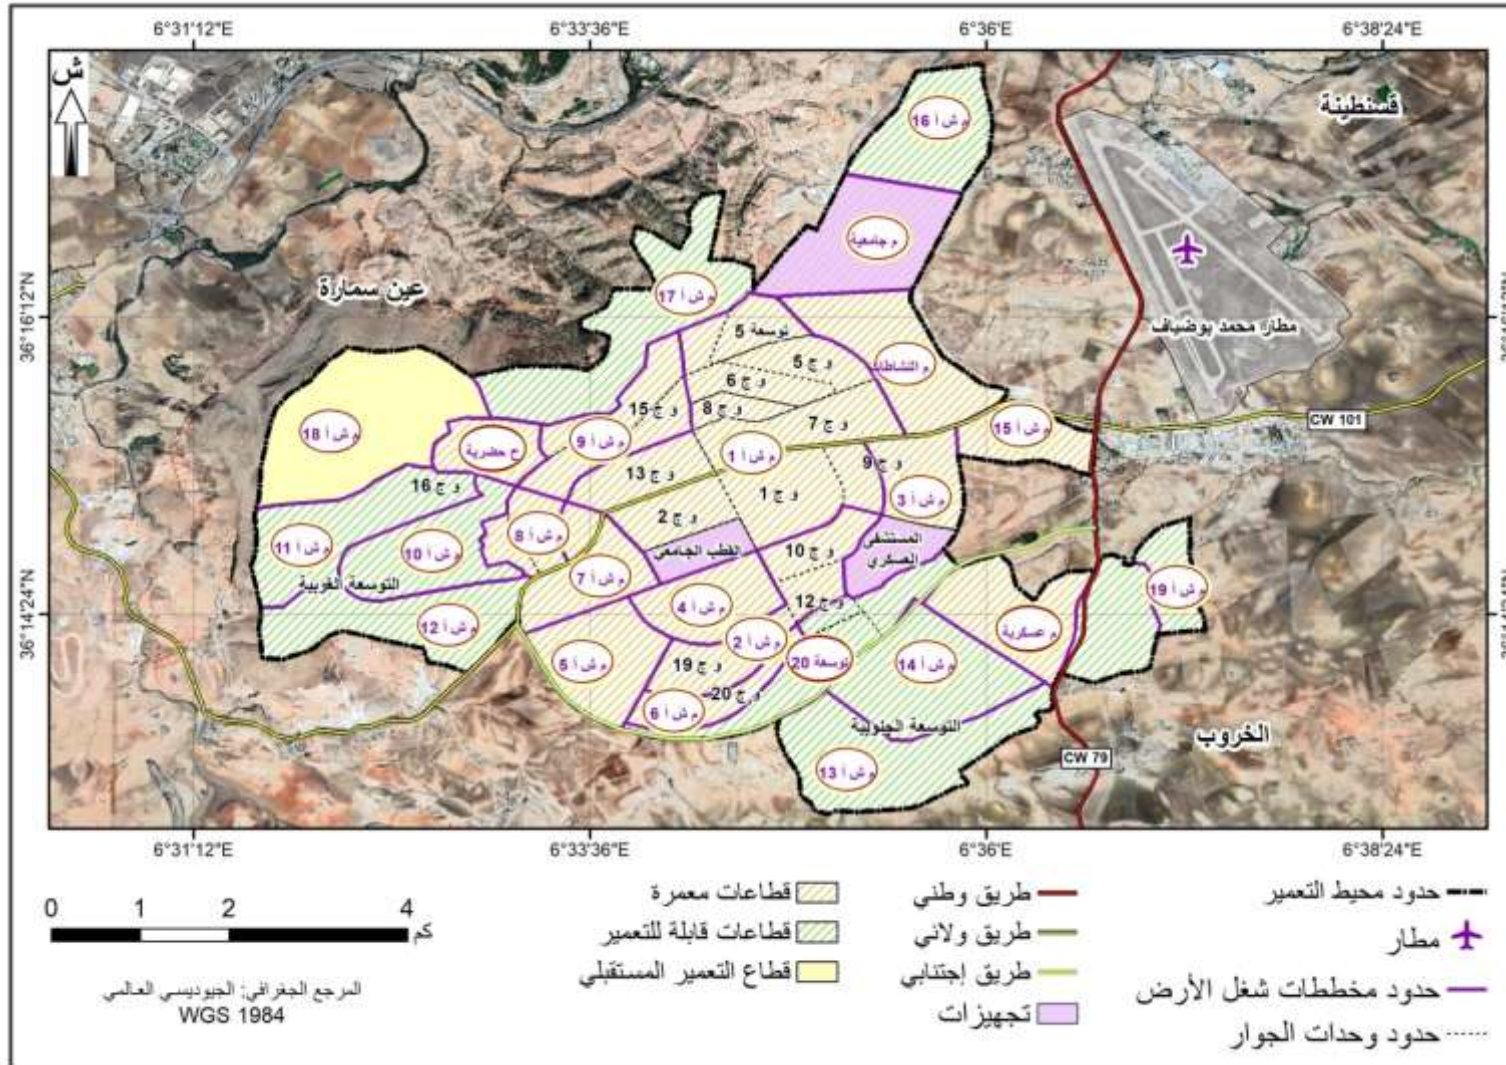 6°31'12"E
6°33'36"E
6°36'E
6°38'24"E
ش
36°16'12"N
36°14'24"N
قسنطينة
عين سمارة
الخروب
مطار محمد بوضياف
م ش أ 16
م جامعية
م ش أ 17
توسعة 5
و ج 5
و ج 6
و ج 8
و ج 7
م النشاطات
و ج 15
م ش أ 9
م ش أ 18
ح حضرية
م ش أ 1
م ش أ 15
CW 101
و ج 9
و ج 13
و ج 1
م ش أ 3
و ج 16
و ج 2
م ش أ 8
القطب الجامعي
و ج 10
المستشفى
العسكري
م ش أ 11
م ش أ 10
التوسعة الغربية
م ش أ 7
م ش أ 4
و ج 12
م ش أ 19
م ش أ 12
م ش أ 2
م عسكرية
م ش أ 5
و ج 19
توسعة 20
م ش أ 14
و ج 20
م ش أ 6
التوسعة الجنوبية
م ش أ 13
CW 79
6°31'12"E
6°33'36"E
6°36'E
6°38'24"E
حدود محيط التعمير
مطار
حدود مخططات شغل الأرض
حدود وحدات الجوار
طريق وطني
طريق ولائي
طريق إجتنابي
تجهيزات
قطاعات معمرة
قطاعات قابلة للتعمير
قطاع التعمير المستقبلي
0 1 2 4
كم
المرجع الجغرافي: الجيوديسي العالمي
WGS 1984